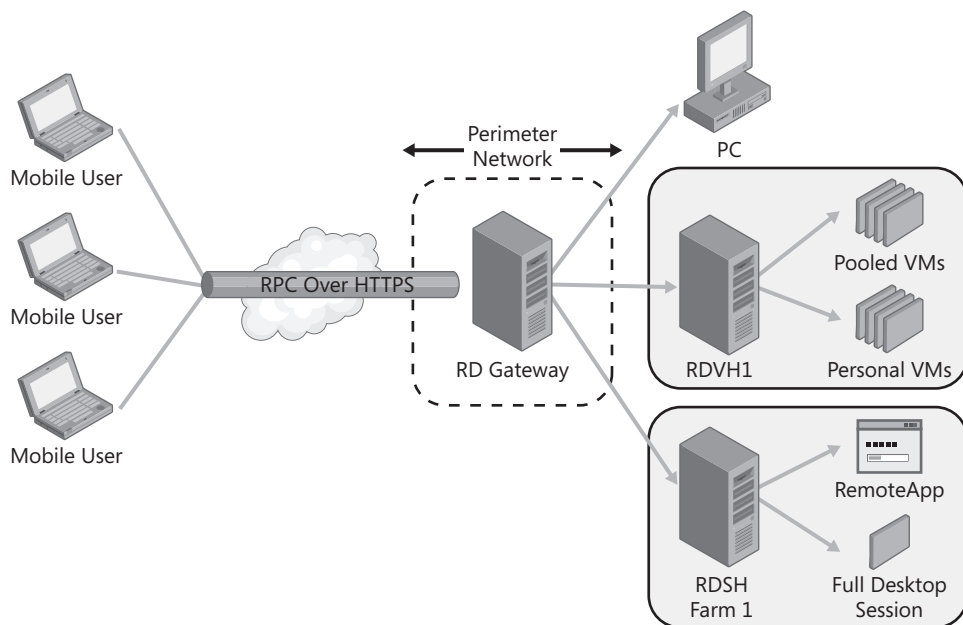 Mobile User
Mobile User
Mobile User
RPC Over HTTPS
Perimeter
Network
RD Gateway
PC
RDVH1
Pooled VMs
Personal VMs
RDSH
Farm 1
RemoteApp
Full Desktop
Session